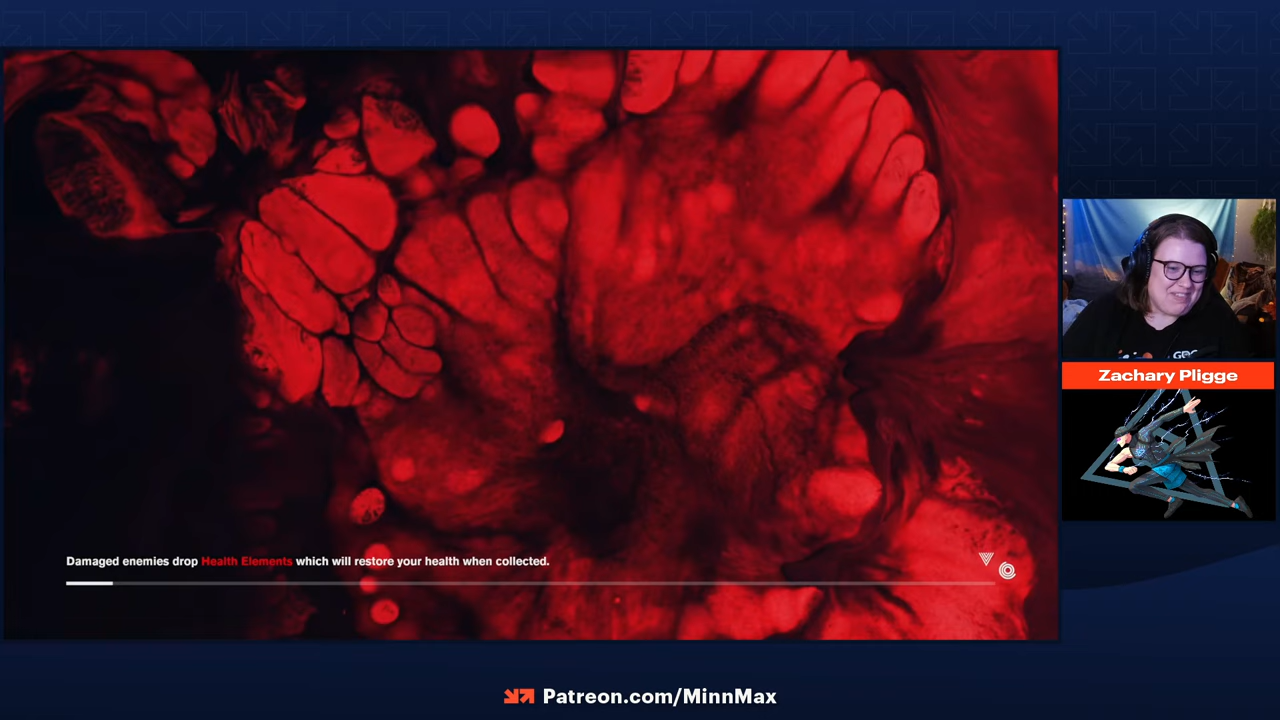 Damaged enemies drop Health Elements which will restore your health when collected.
Zachary Pligge
Patreon.com/MinnMax